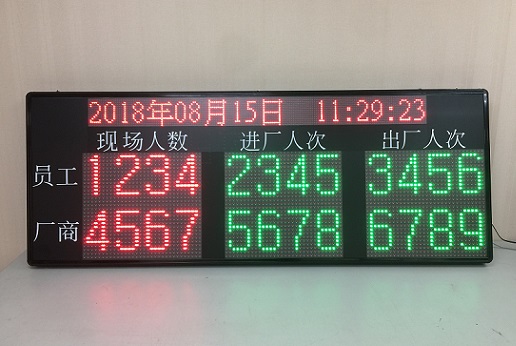 2018年08月15日 11:29:23
现场人数 进厂人次 出厂人次
员工 1234 2345 3456
厂商 4567 5678 6789